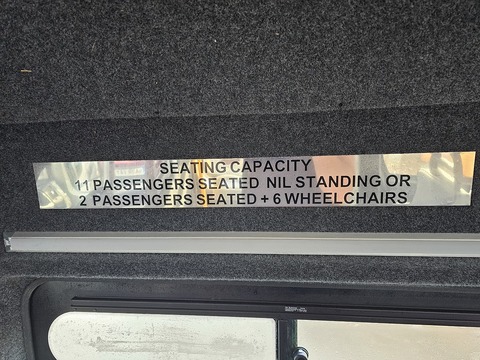 SEATING CAPACITY
11 PASSENGERS SEATED NIL STANDING OR
2 PASSENGERS SEATED + 6 WHEELCHAIRS